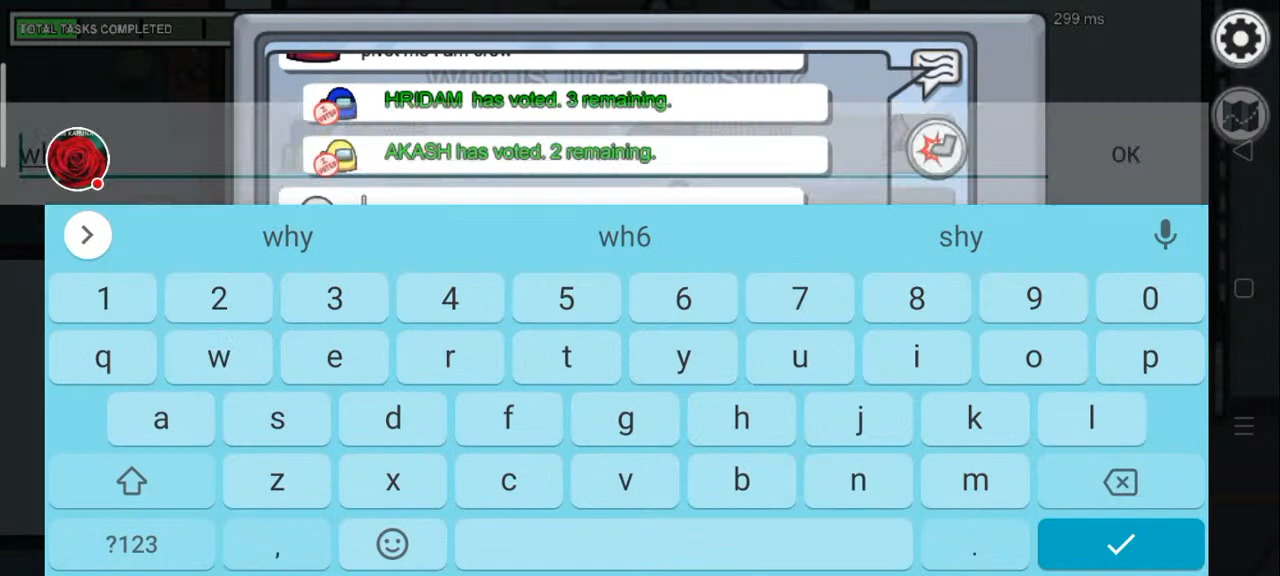 TOTAL TASKS COMPLETED
299 ms
HRIDAM has voted. 3 remaining.
AKASH has voted. 2 remaining.
OK
why wh6 shy
1 2 3 4 5 6 7 8 9 0
q w e r t y u i o p
a s d f g h j k l
z x c v b n m
?123 , .